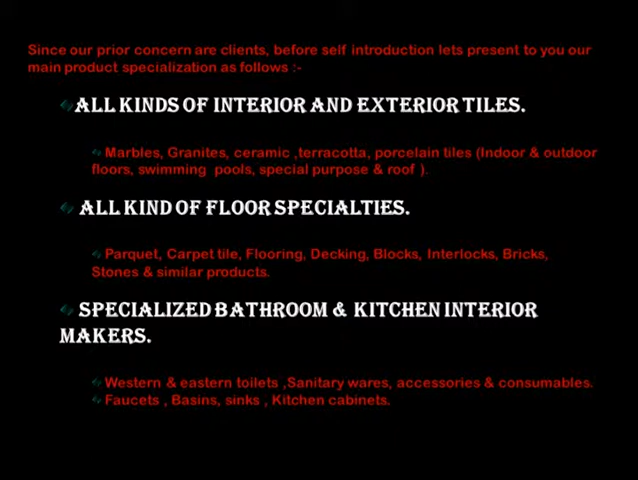 Since our prior concern are clients, before self introduction lets present to you our
main product specialization as follows :-
ALL KINDS OF INTERIOR AND EXTERIOR TILES.
Marbles, Granites, ceramic ,terracotta, porcelain tiles (Indoor & outdoor
floors, swimming pools, special purpose & roof ).
ALL KIND OF FLOOR SPECIALTIES.
Parquet, Carpet tile, Flooring, Decking, Blocks, Interlocks, Bricks,
Stones & similar products.
SPECIALIZED BATHROOM & KITCHEN INTERIOR
MAKERS.
Western & eastern toilets ,Sanitary wares, accessories & consumables.
Faucets , Basins, sinks , Kitchen cabinets.